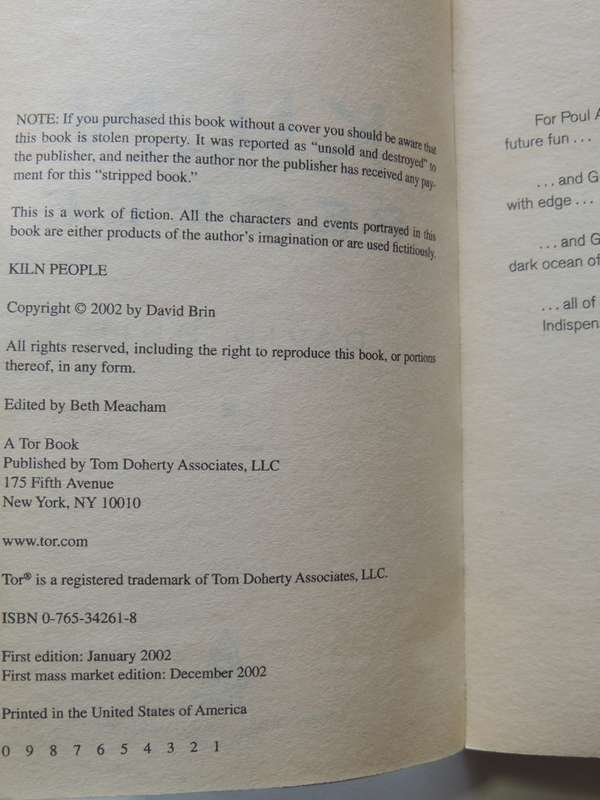 NOTE: If you purchased this book without a cover you should be aware that
this book is stolen property. It was reported as "unsold and destroyed" to
the publisher, and neither the author nor the publisher has received any pay-
ment for this "stripped book."
This is a work of fiction. All the characters and events portrayed in this
book are either products of the author's imagination or are used fictitiously.
KILN PEOPLE
Copyright © 2002 by David Brin
All rights reserved, including the right to reproduce this book, or portions
thereof, in any form.
Edited by Beth Meacham
A Tor Book
Published by Tom Doherty Associates, LLC
175 Fifth Avenue
New York, NY 10010
www.tor.com
Tor® is a registered trademark of Tom Doherty Associates, LLC.
ISBN 0-765-34261-8
First edition: January 2002
First mass market edition: December 2002
Printed in the United States of America
0 9 8 7 6 5 4 3 2 1
For Poul A
future fun . . .
. . . and G
with edge . . .
. . . and G
dark ocean of
. . . all of
Indispen